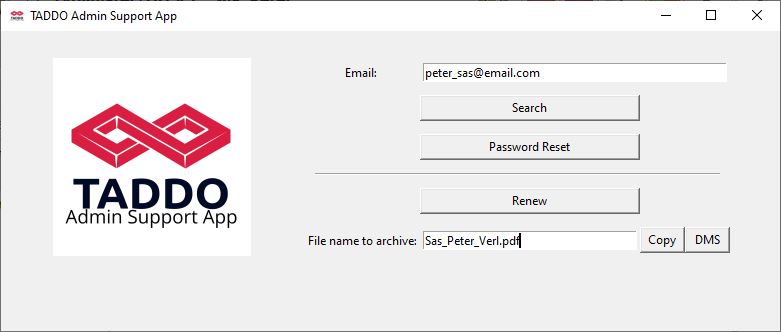 TADDO Admin Support App
Email: peter_sas@email.com
Search
Password Reset
TADDO
Admin Support App
Renew
File name to archive: Sas_Peter_Verl.pdf Copy DMS